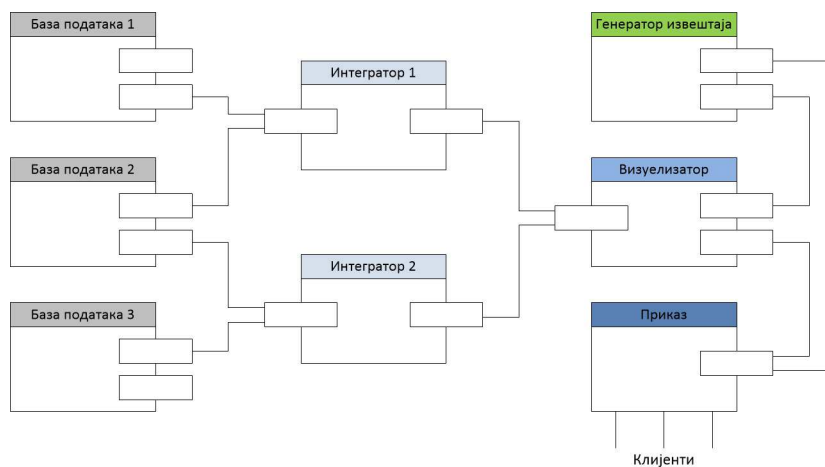 База података 1
Генератор извештаја
Интегратор 1
База података 2
Визуелизатор
Интегратор 2
База података 3
Приказ
Клијенти